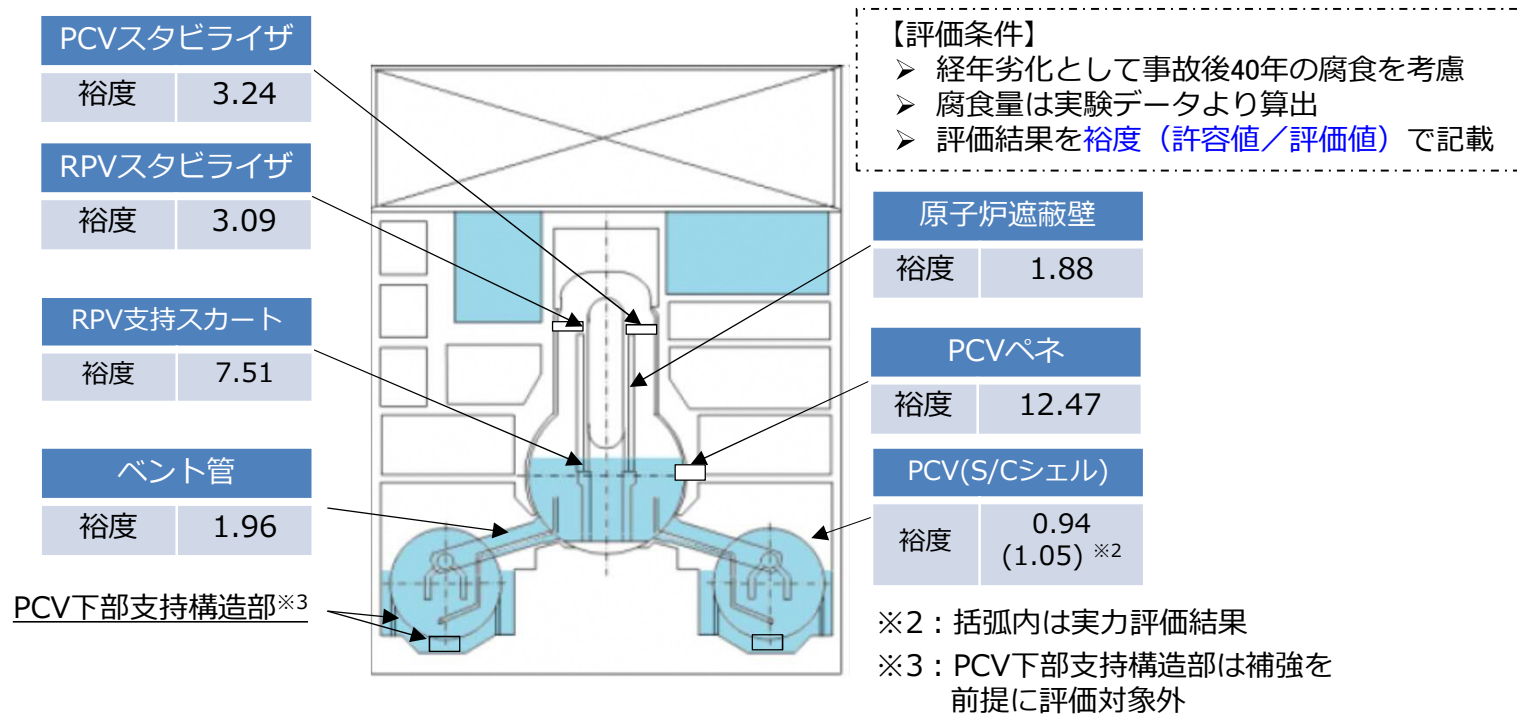 PCVスタビライザ
裕度 3.24
RPVスタビライザ
裕度 3.09
RPV支持スカート
裕度 7.51
ベント管
裕度 1.96
PCV下部支持構造部※3
【評価条件】
➢ 経年劣化として事故後40年の腐食を考慮
➢ 腐食量は実験データより算出
➢ 評価結果を裕度（許容値／評価値）で記載
原子炉遮蔽壁
裕度 1.88
PCVペネ
裕度 12.47
PCV(S/Cシェル)
裕度 0.94
(1.05) ※2
※2：括弧内は実力評価結果
※3：PCV下部支持構造部は補強を
前提に評価対象外